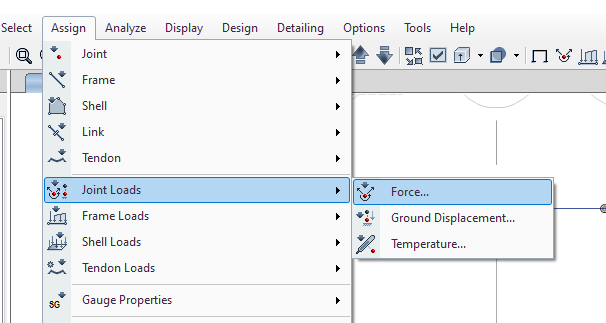 Select Assign Analyze Display Design Detailing Options Tools Help
Joint
Frame
Shell
Link
Tendon
Joint Loads
Force...
Frame Loads
Ground Displacement...
Shell Loads
Temperature...
Tendon Loads
SG Gauge Properties